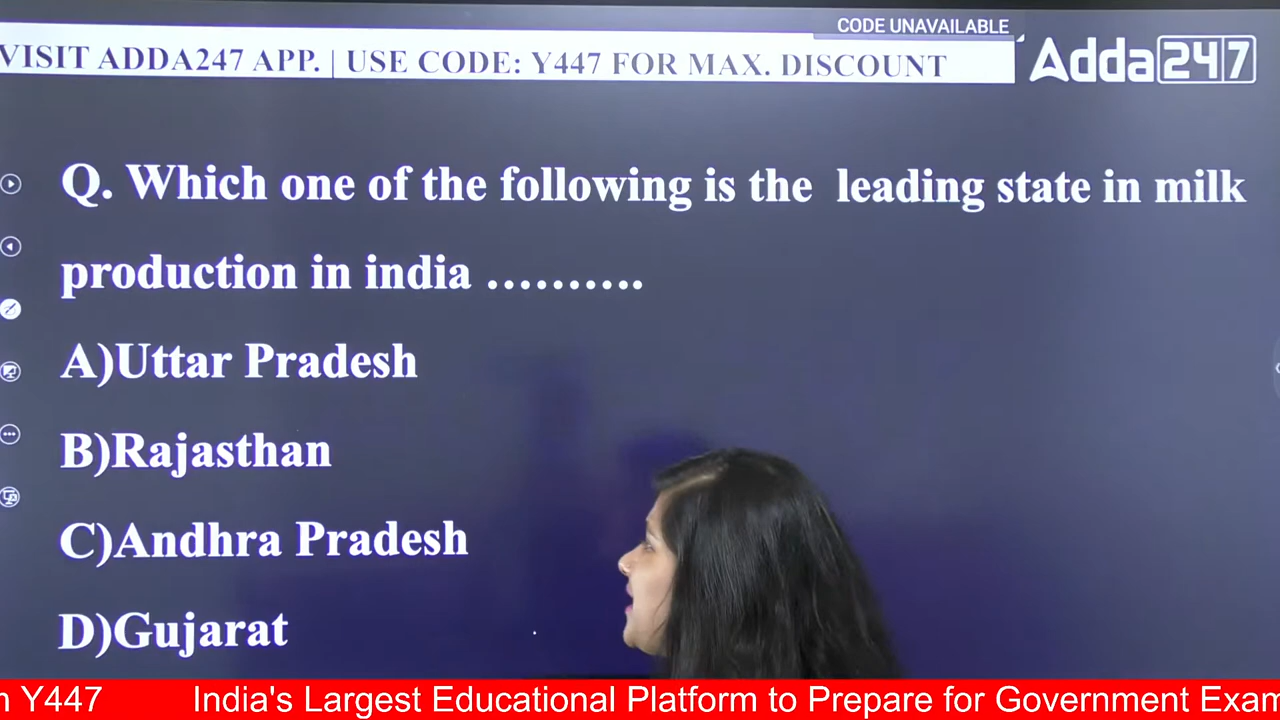 CODE UNAVAILABLE
VISIT ADDA247 APP. | USE CODE: Y447 FOR MAX. DISCOUNT
Adda247
Q. Which one of the following is the leading state in milk
production in india ……….
A)Uttar Pradesh
B)Rajasthan
C)Andhra Pradesh
D)Gujarat
Y447 India's Largest Educational Platform to Prepare for Government Exam